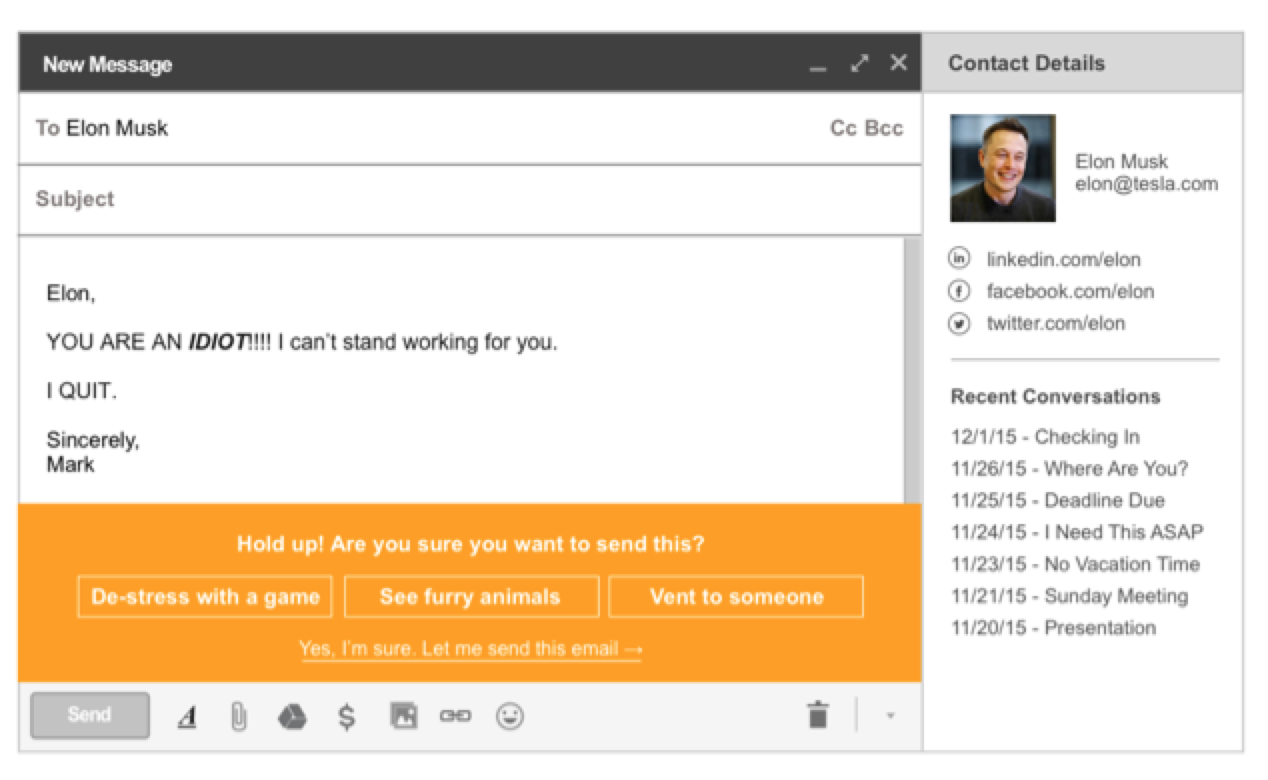 New Message
To Elon Musk
Cc Bcc
Subject
Elon,
YOU ARE AN IDIOT!!!! I can't stand working for you.
I QUIT.
Sincerely,
Mark
Hold up! Are you sure you want to send this?
De-stress with a game
See furry animals
Vent to someone
Yes, I'm sure. Let me send this email →
Send
Contact Details
Elon Musk
elon@tesla.com
linkedin.com/elon
facebook.com/elon
twitter.com/elon
Recent Conversations
12/1/15 - Checking In
11/26/15 - Where Are You?
11/25/15 - Deadline Due
11/24/15 - I Need This ASAP
11/23/15 - No Vacation Time
11/21/15 - Sunday Meeting
11/20/15 - Presentation